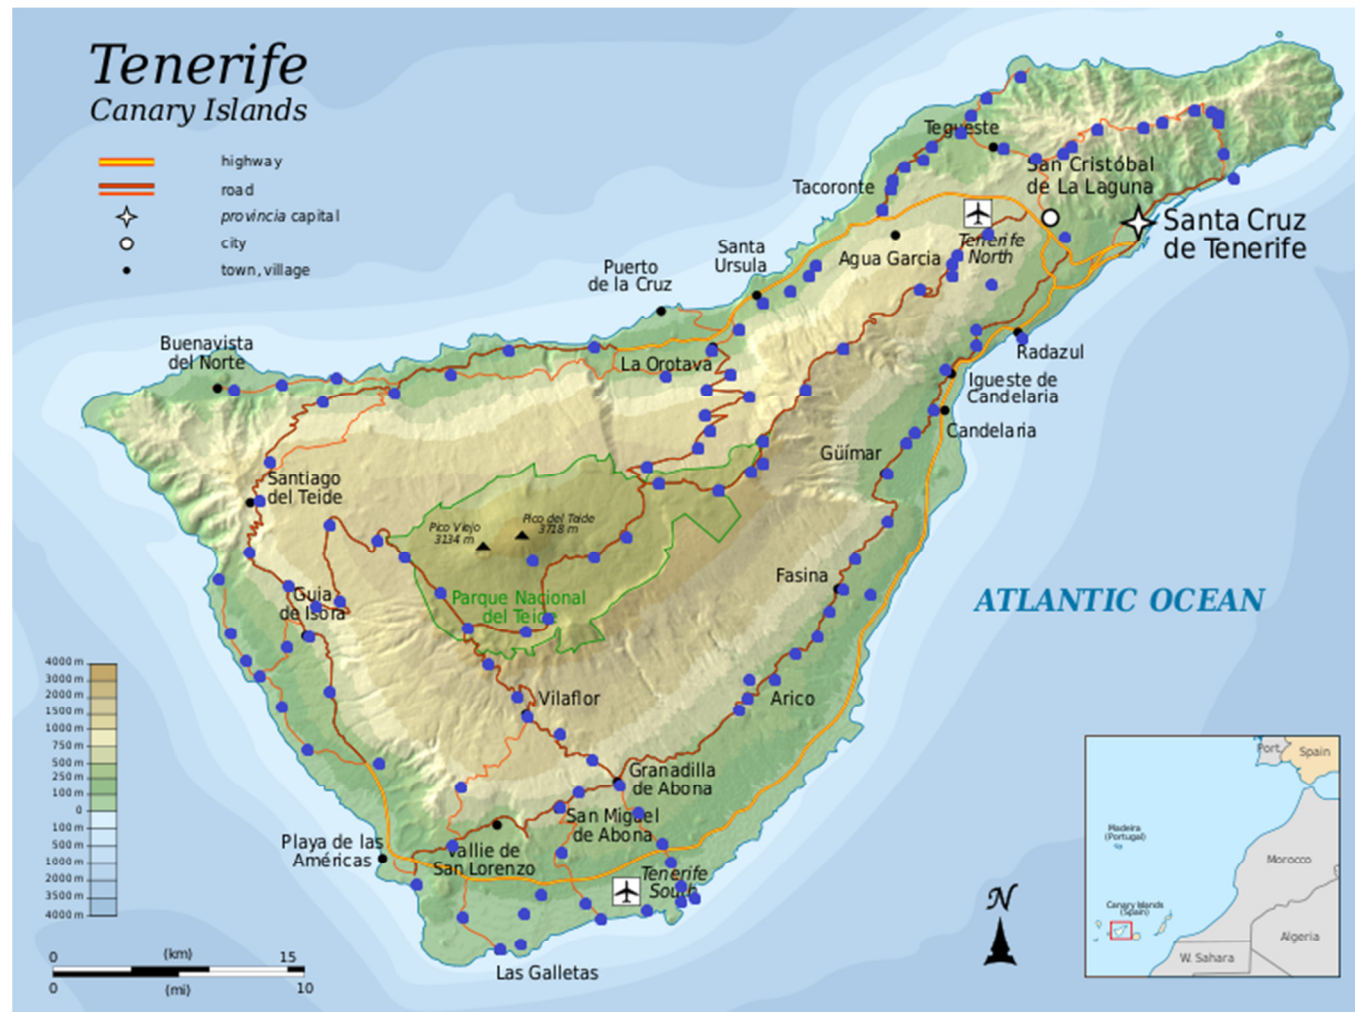 Tenerife
Canary Islands
highway
road
provincia capital
city
town, village
Tegueste
San Cristóbal
de La Laguna
Tacoronte
Santa Cruz
de Tenerife
Santa
Ursula
Agua Garcia
Tenerife
North
Puerto
de la Cruz
Buenavista
del Norte
La Orotava
Radazul
Igueste de
Candelaria
Candelaria
Güímar
Santiago
del Teide
Pico Viejo
3134 m
Pico del Teide
3718 m
Fasina
ATLANTIC OCEAN
Parque Nacional
del Teide
Guia
de Isora
Vilaflor
Arico
4000 m
3000 m
2000 m
1500 m
1000 m
750 m
500 m
250 m
100 m
0
100 m
500 m
1000 m
2000 m
3500 m
4000 m
Granadilla
de Abona
San Miguel
de Abona
Playa de las
Américas
Vallie de
San Lorenzo
Tenerife
South
Las Galletas
0 (km) 15
0 (mi) 10
N
Port.
Spain
Madeira
(Portugal)
Morocco
Canary Islands
(Spain)
Algeria
W. Sahara